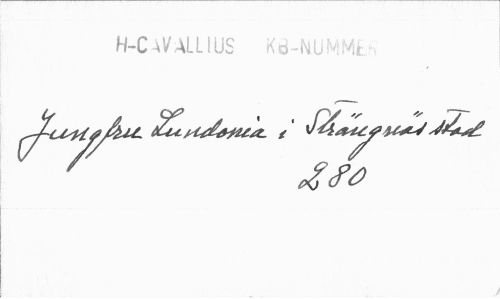 H-CAVALLIUS KB-NUMMER
Jungfru Lundonia i Strängnäs stad
280